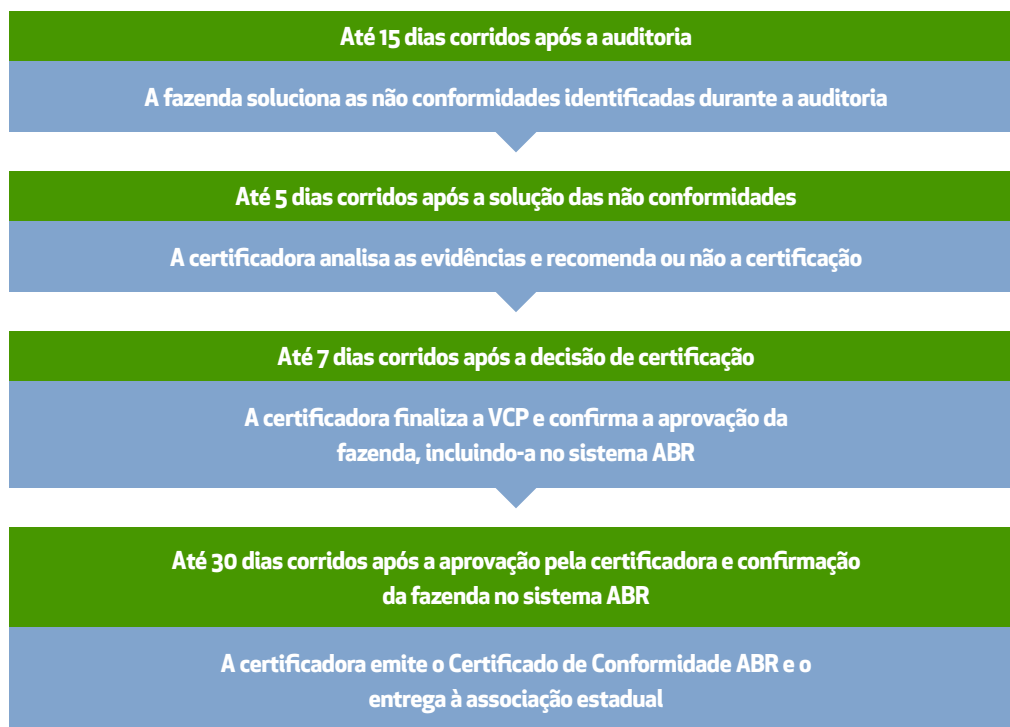 Até 15 dias corridos após a auditoria
A fazenda soluciona as não conformidades identificadas durante a auditoria
Até 5 dias corridos após a solução das não conformidades
A certificadora analisa as evidências e recomenda ou não a certificação
Até 7 dias corridos após a decisão de certificação
A certificadora finaliza a VCP e confirma a aprovação da
fazenda, incluindo-a no sistema ABR
Até 30 dias corridos após a aprovação pela certificadora e confirmação
da fazenda no sistema ABR
A certificadora emite o Certificado de Conformidade ABR e o
entrega à associação estadual